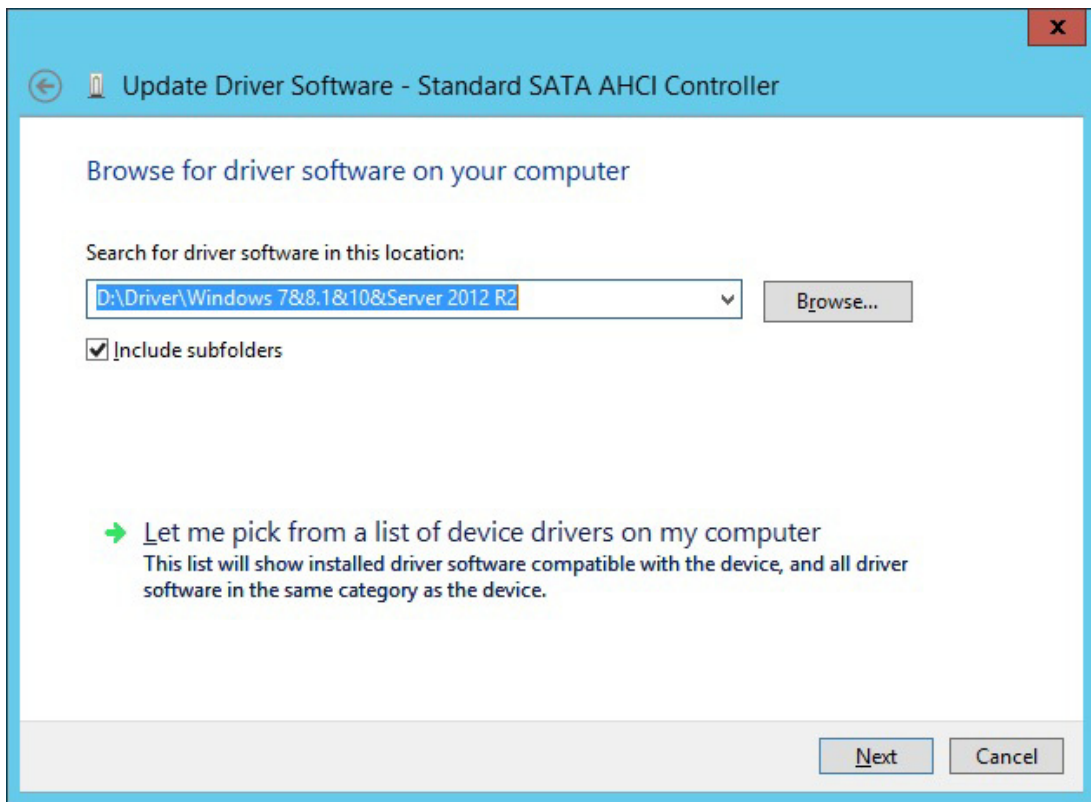 x
Update Driver Software - Standard SATA AHCI Controller
Browse for driver software on your computer
Search for driver software in this location:
D:\Driver\Windows 7&8.1&10&Server 2012 R2
Browse...
Include subfolders
Let me pick from a list of device drivers on my computer
This list will show installed driver software compatible with the device, and all driver
software in the same category as the device.
Next
Cancel